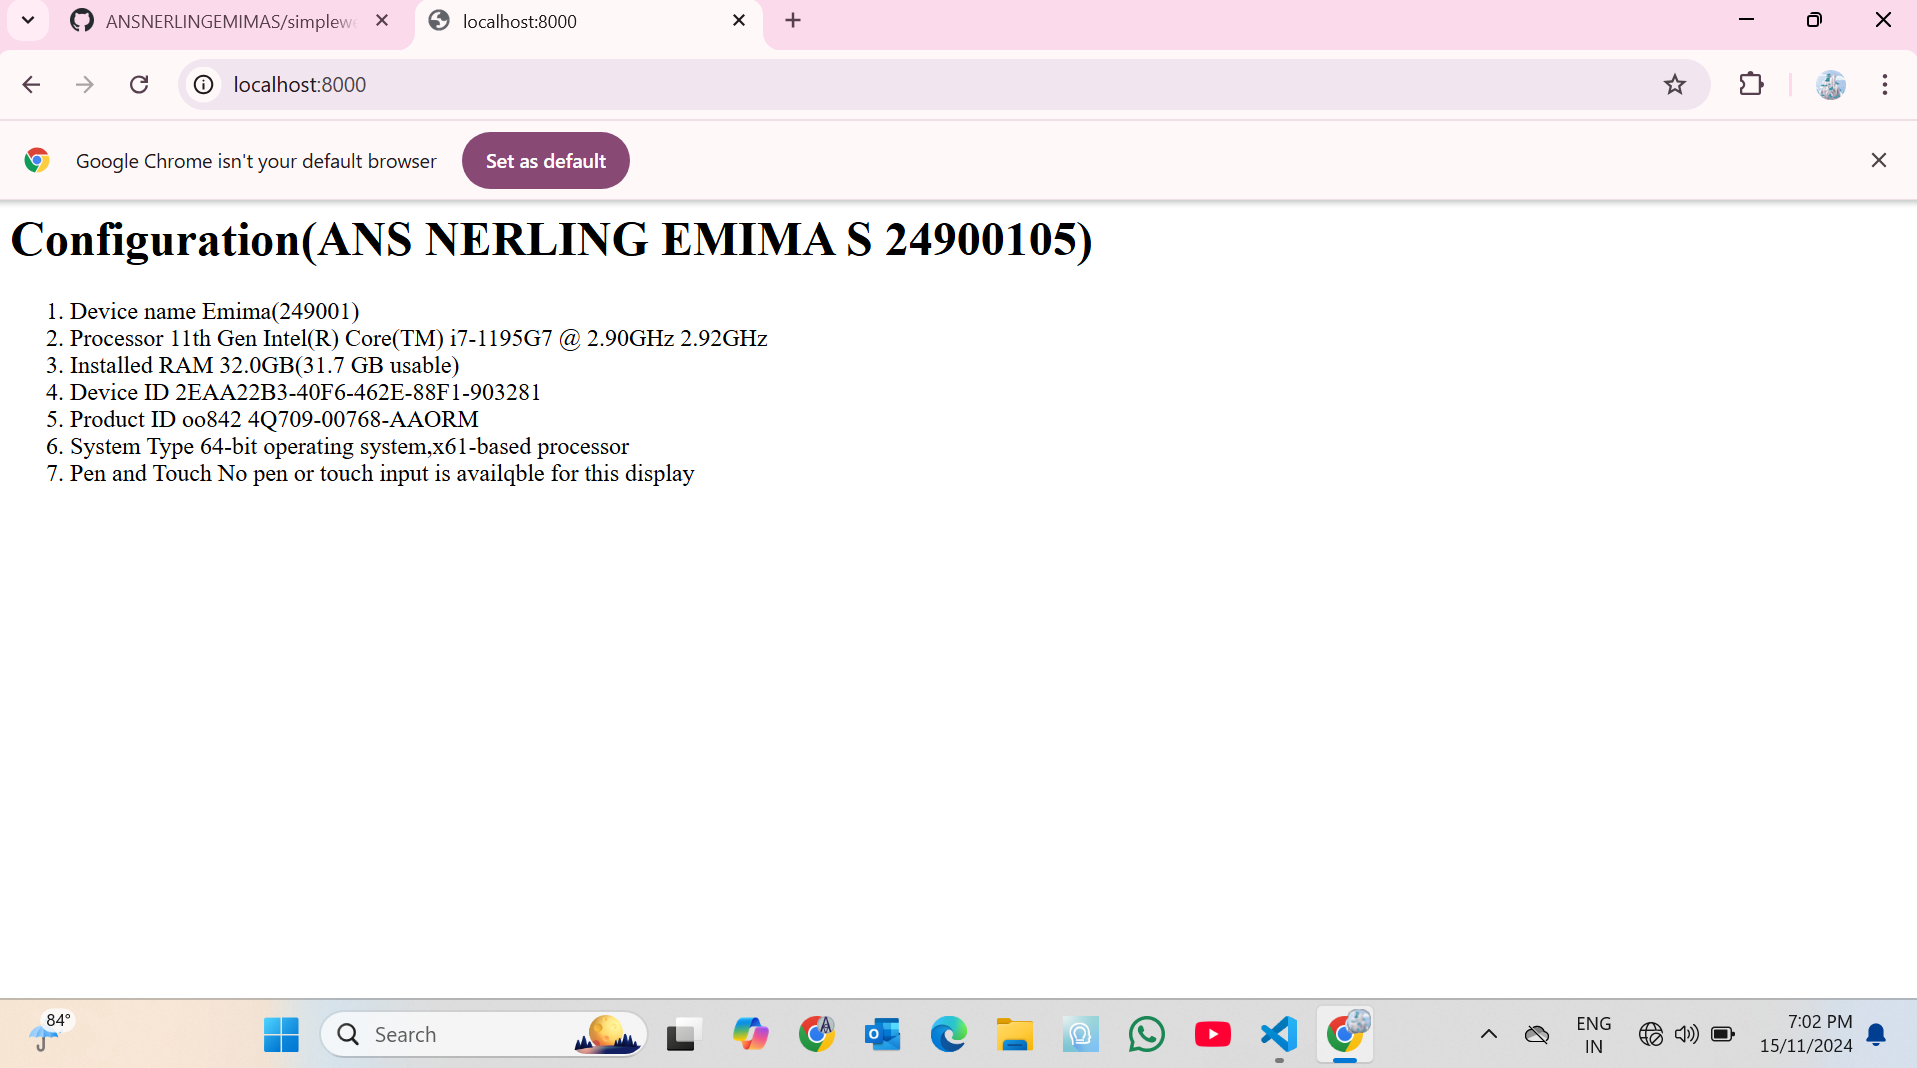 ANSNERLINGEMIMAS/simplewe
localhost:8000
localhost:8000
Google Chrome isn't your default browser
Set as default
Configuration(ANS NERLING EMIMA S 24900105)
1. Device name Emima(249001)
2. Processor 11th Gen Intel(R) Core(TM) i7-1195G7 @ 2.90GHz 2.92GHz
3. Installed RAM 32.0GB(31.7 GB usable)
4. Device ID 2EAA22B3-40F6-462E-88F1-903281
5. Product ID oo842 4Q709-00768-AAORM
6. System Type 64-bit operating system,x61-based processor
7. Pen and Touch No pen or touch input is availqble for this display
84°
Search
ENG
IN
7:02 PM
15/11/2024